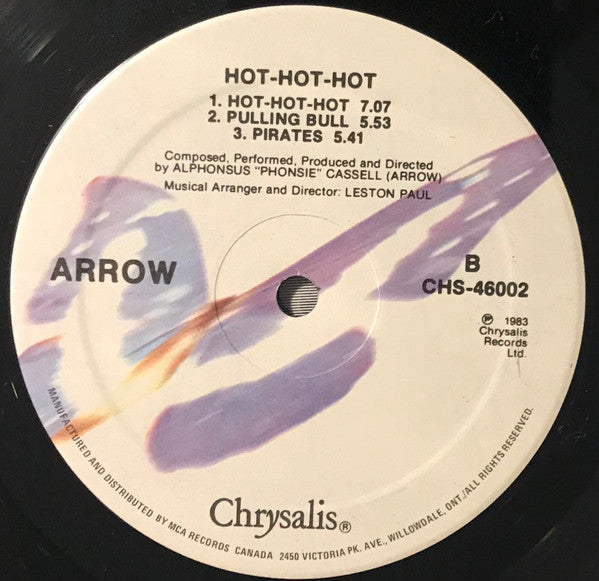 HOT-HOT-HOT
1. HOT-HOT-HOT 7.07
2. PULLING BULL 5.53
3. PIRATES 5.41
Composed, Performed, Produced and Directed
by ALPHONSUS "PHONSIE" CASSELL (ARROW)
Musical Arranger and Director: LESTON PAUL
ARROW
B
CHS-46002
℗ 1983
Chrysalis
Records
Ltd.
Chrysalis®
MANUFACTURED AND DISTRIBUTED BY MCA RECORDS CANADA 2450 VICTORIA PK. AVE., WILLOWDALE, ONT./ALL RIGHTS RESERVED.